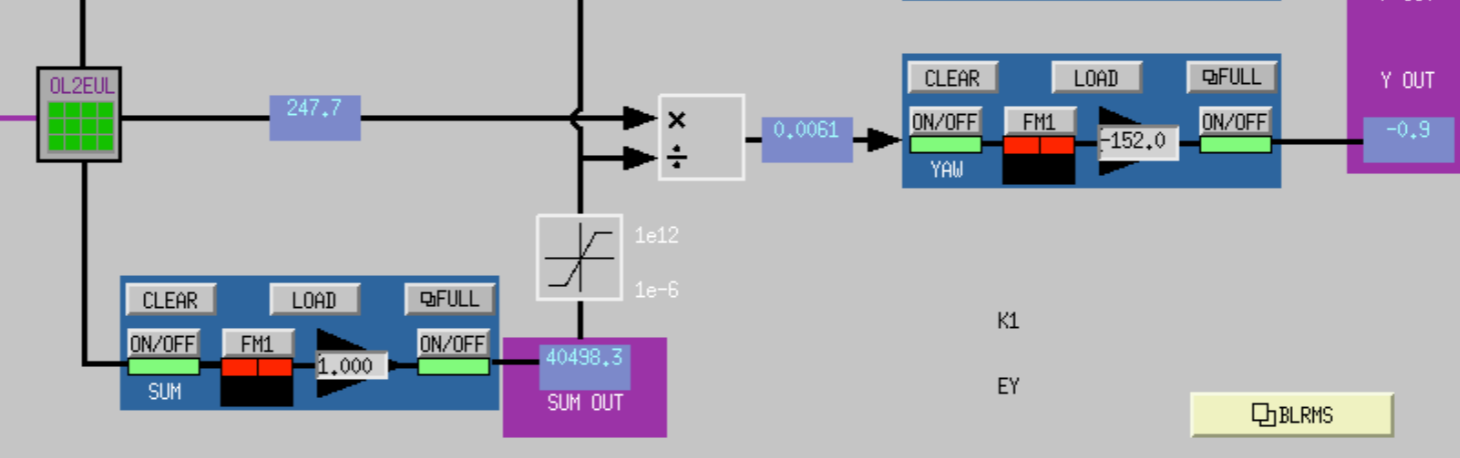 CLEAR LOAD FULL
Y OUT
OL2EUL
247.7
×
÷
0.0061
ON/OFF FM1 -152.0 ON/OFF
YAW
-0.9
1e12
1e-6
CLEAR LOAD FULL
ON/OFF FM1 1.000 ON/OFF
SUM
40498.3
SUM OUT
K1
EY
BLRMS